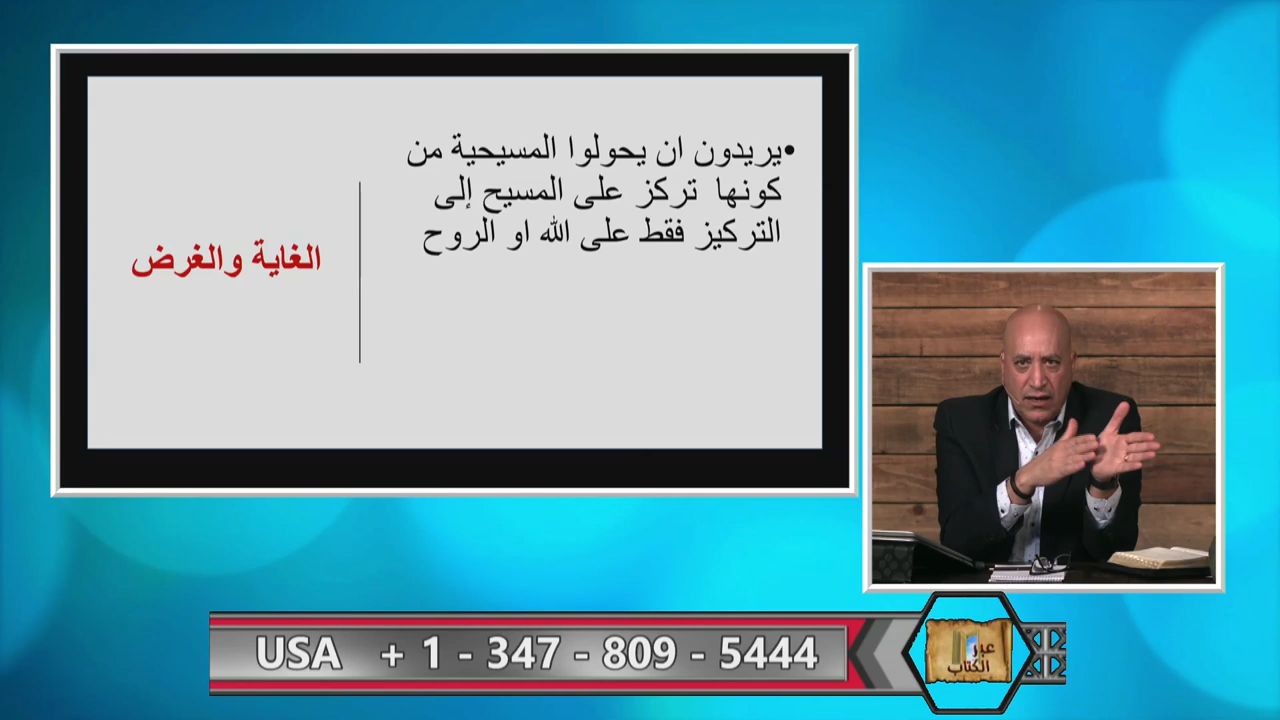 •يريدون ان يحولوا المسيحية من
كونها تركز على المسيح إلى
التركيز فقط على الله او الروح
الغاية والغرض
USA + 1 - 347 - 809 - 5444
عبر
الكتاب